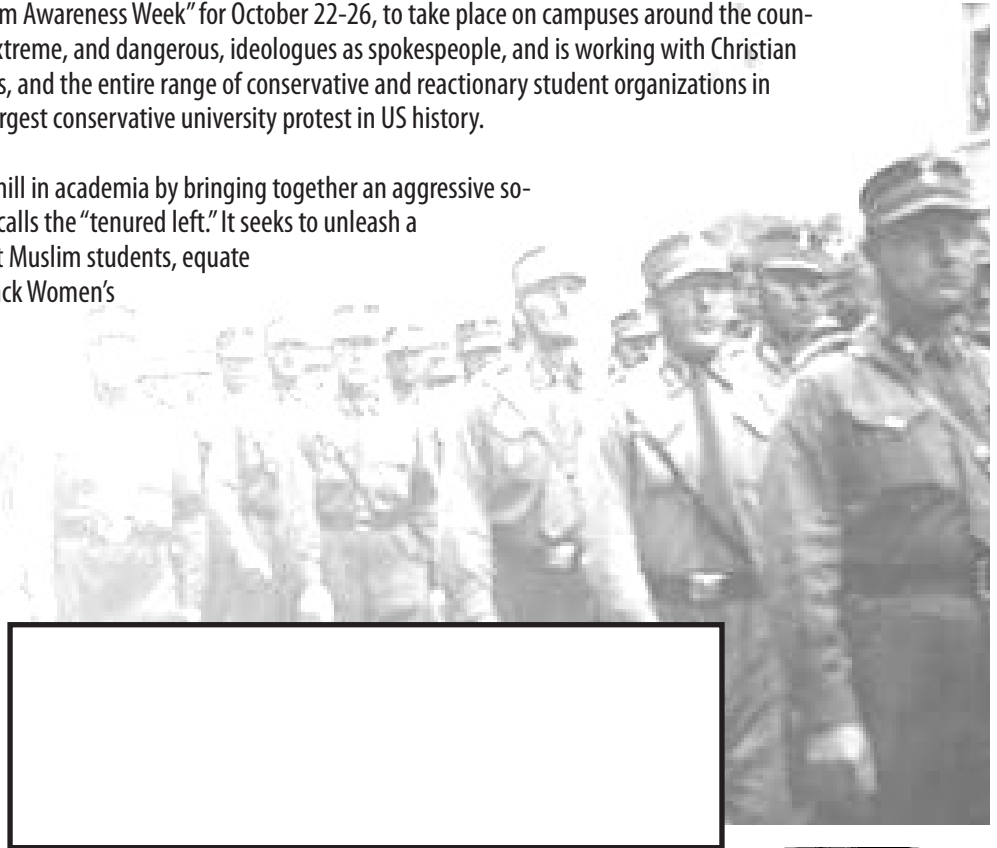 m Awareness Week” for October 22-26, to take place on campuses around the coun-
xtreme, and dangerous, ideologues as spokespeople, and is working with Christian
s, and the entire range of conservative and reactionary student organizations in
rgest conservative university protest in US history.
hill in academia by bringing together an aggressive so-
calls the “tenured left.” It seeks to unleash a
t Muslim students, equate
ack Women’s